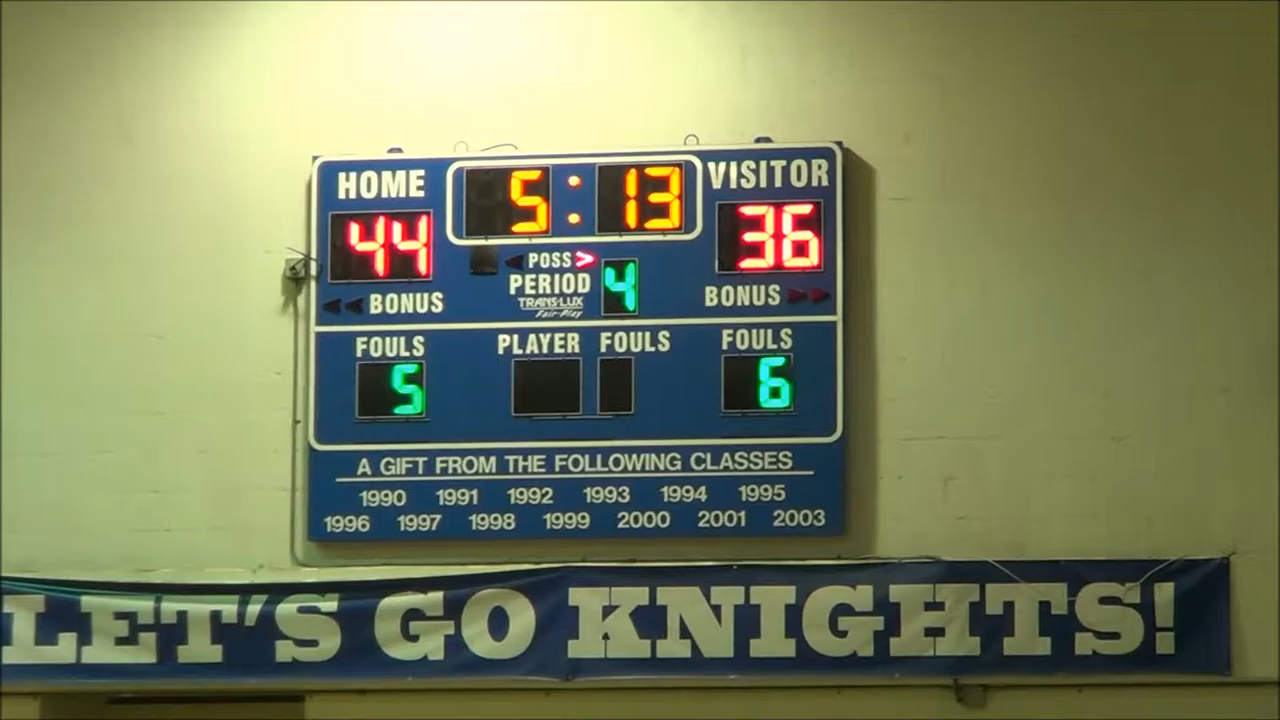 HOME 5:13 VISITOR
44 36
POSS >
PERIOD 4
TRANS-LUX
Fair-Play
BONUS BONUS
FOULS PLAYER FOULS FOULS
5 6
A GIFT FROM THE FOLLOWING CLASSES
1990 1991 1992 1993 1994 1995
1996 1997 1998 1999 2000 2001 2003
LET'S GO KNIGHTS!